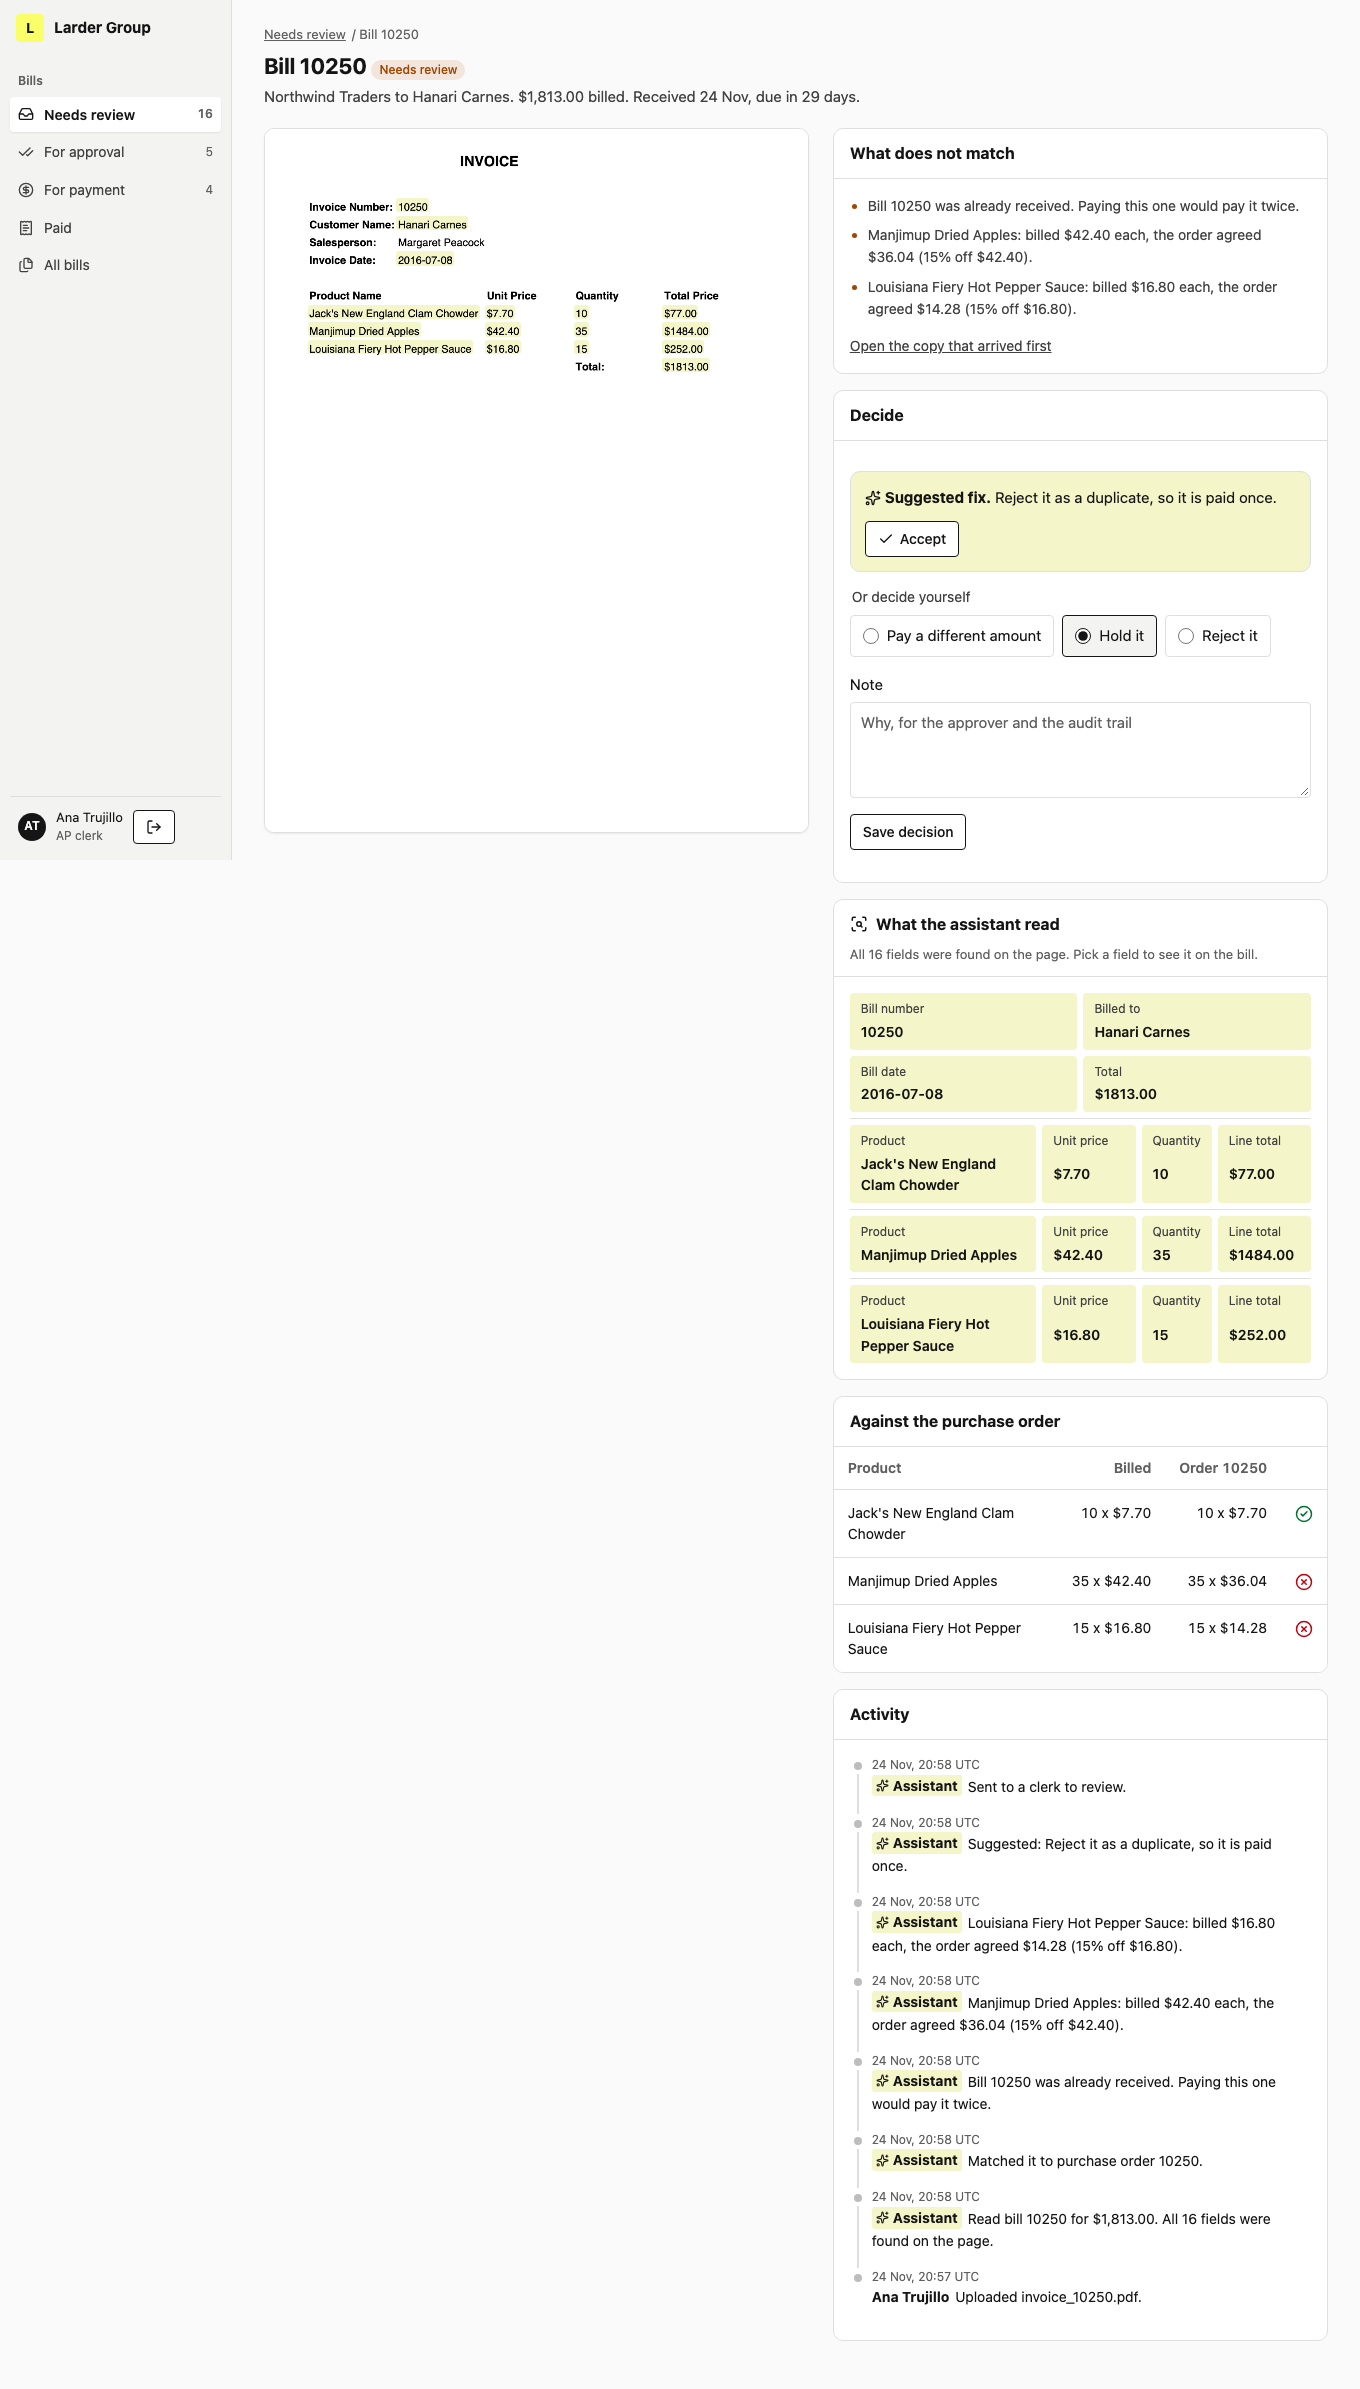 L Larder Group
Bills
Needs review 16
For approval 5
For payment 4
Paid
All bills
AT Ana Trujillo
AP clerk
Needs review / Bill 10250
Bill 10250 Needs review
Northwind Traders to Hanari Carnes. $1,813.00 billed. Received 24 Nov, due in 29 days.
INVOICE
Invoice Number: 10250
Customer Name: Hanari Carnes
Salesperson: Margaret Peacock
Invoice Date: 2016-07-08
Product Name Unit Price Quantity Total Price
Jack's New England Clam Chowder $7.70 10 $77.00
Manjimup Dried Apples $42.40 35 $1484.00
Louisiana Fiery Hot Pepper Sauce $16.80 15 $252.00
Total: $1813.00
What does not match
Bill 10250 was already received. Paying this one would pay it twice.
Manjimup Dried Apples: billed $42.40 each, the order agreed
$36.04 (15% off $42.40).
Louisiana Fiery Hot Pepper Sauce: billed $16.80 each, the order
agreed $14.28 (15% off $16.80).
Open the copy that arrived first
Decide
Suggested fix. Reject it as a duplicate, so it is paid once.
Accept
Or decide yourself
Pay a different amount Hold it Reject it
Note
Why, for the approver and the audit trail
Save decision
What the assistant read
All 16 fields were found on the page. Pick a field to see it on the bill.
Bill number Billed to
10250 Hanari Carnes
Bill date Total
2016-07-08 $1813.00
Product Unit price Quantity Line total
Jack's New England
Clam Chowder $7.70 10 $77.00
Product Unit price Quantity Line total
Manjimup Dried Apples $42.40 35 $1484.00
Product Unit price Quantity Line total
Louisiana Fiery Hot
Pepper Sauce $16.80 15 $252.00
Against the purchase order
Product Billed Order 10250
Jack's New England Clam 10 x $7.70 10 x $7.70
Chowder
Manjimup Dried Apples 35 x $42.40 35 x $36.04
Louisiana Fiery Hot Pepper 15 x $16.80 15 x $14.28
Sauce
Activity
24 Nov, 20:58 UTC
Assistant Sent to a clerk to review.
24 Nov, 20:58 UTC
Assistant Suggested: Reject it as a duplicate, so it is paid
once.
24 Nov, 20:58 UTC
Assistant Louisiana Fiery Hot Pepper Sauce: billed $16.80
each, the order agreed $14.28 (15% off $16.80).
24 Nov, 20:58 UTC
Assistant Manjimup Dried Apples: billed $42.40 each, the
order agreed $36.04 (15% off $42.40).
24 Nov, 20:58 UTC
Assistant Bill 10250 was already received. Paying this one
would pay it twice.
24 Nov, 20:58 UTC
Assistant Matched it to purchase order 10250.
24 Nov, 20:58 UTC
Assistant Read bill 10250 for $1,813.00. All 16 fields were
found on the page.
24 Nov, 20:57 UTC
Ana Trujillo Uploaded invoice_10250.pdf.